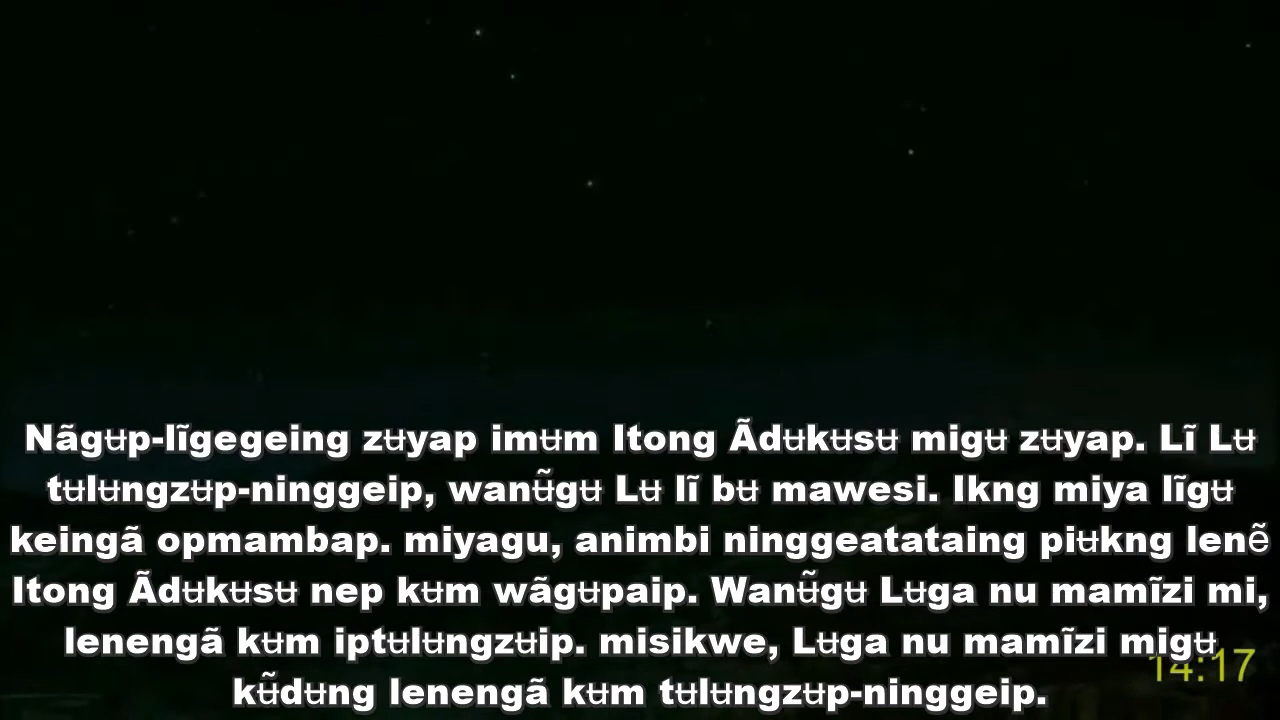 Nãgʉp-lĩgegeing zʉyap imʉm Itong Ãdʉkʉsʉ migʉ zʉyap. Lĩ Lʉ
tʉlʉngzʉp-ninggeip, wanʉ̃gʉ Lʉ lĩ bʉ mawesi. Ikng miya lĩgʉ
keingã opmambap. miyagu, animbi ninggeatataing piʉkng lenẽ
Itong Ãdʉkʉsʉ nep kʉm wãgʉpaip. Wanʉ̃gʉ Lʉga nu mamĩzi mi,
lenengã kʉm iptʉlʉngzʉip. misikwe, Lʉga nu mamĩzi migʉ
kʉ̃dʉng lenengã kʉm tʉlʉngzʉp-ninggeip.
14:17